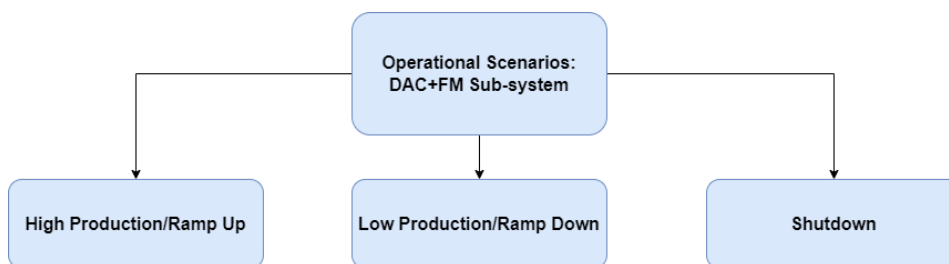 Operational Scenarios:
DAC+FM Sub-system
High Production/Ramp Up
Low Production/Ramp Down
Shutdown